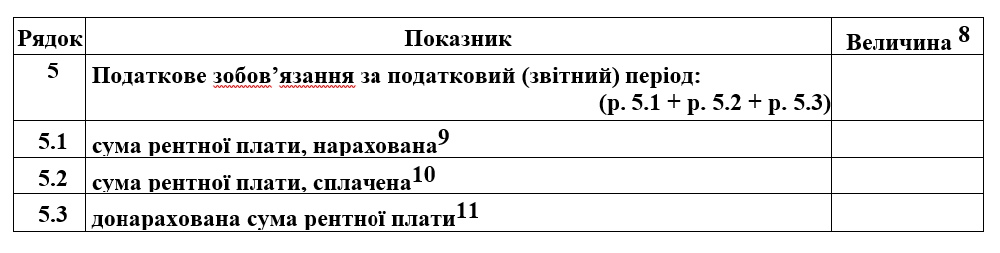 Рядок Показник Величина 8
5 Податкове зобов’язання за податковий (звітний) період:
(р. 5.1 + р. 5.2 + р. 5.3)
5.1 сума рентної плати, нарахована9
5.2 сума рентної плати, сплачена10
5.3 донарахована сума рентної плати11